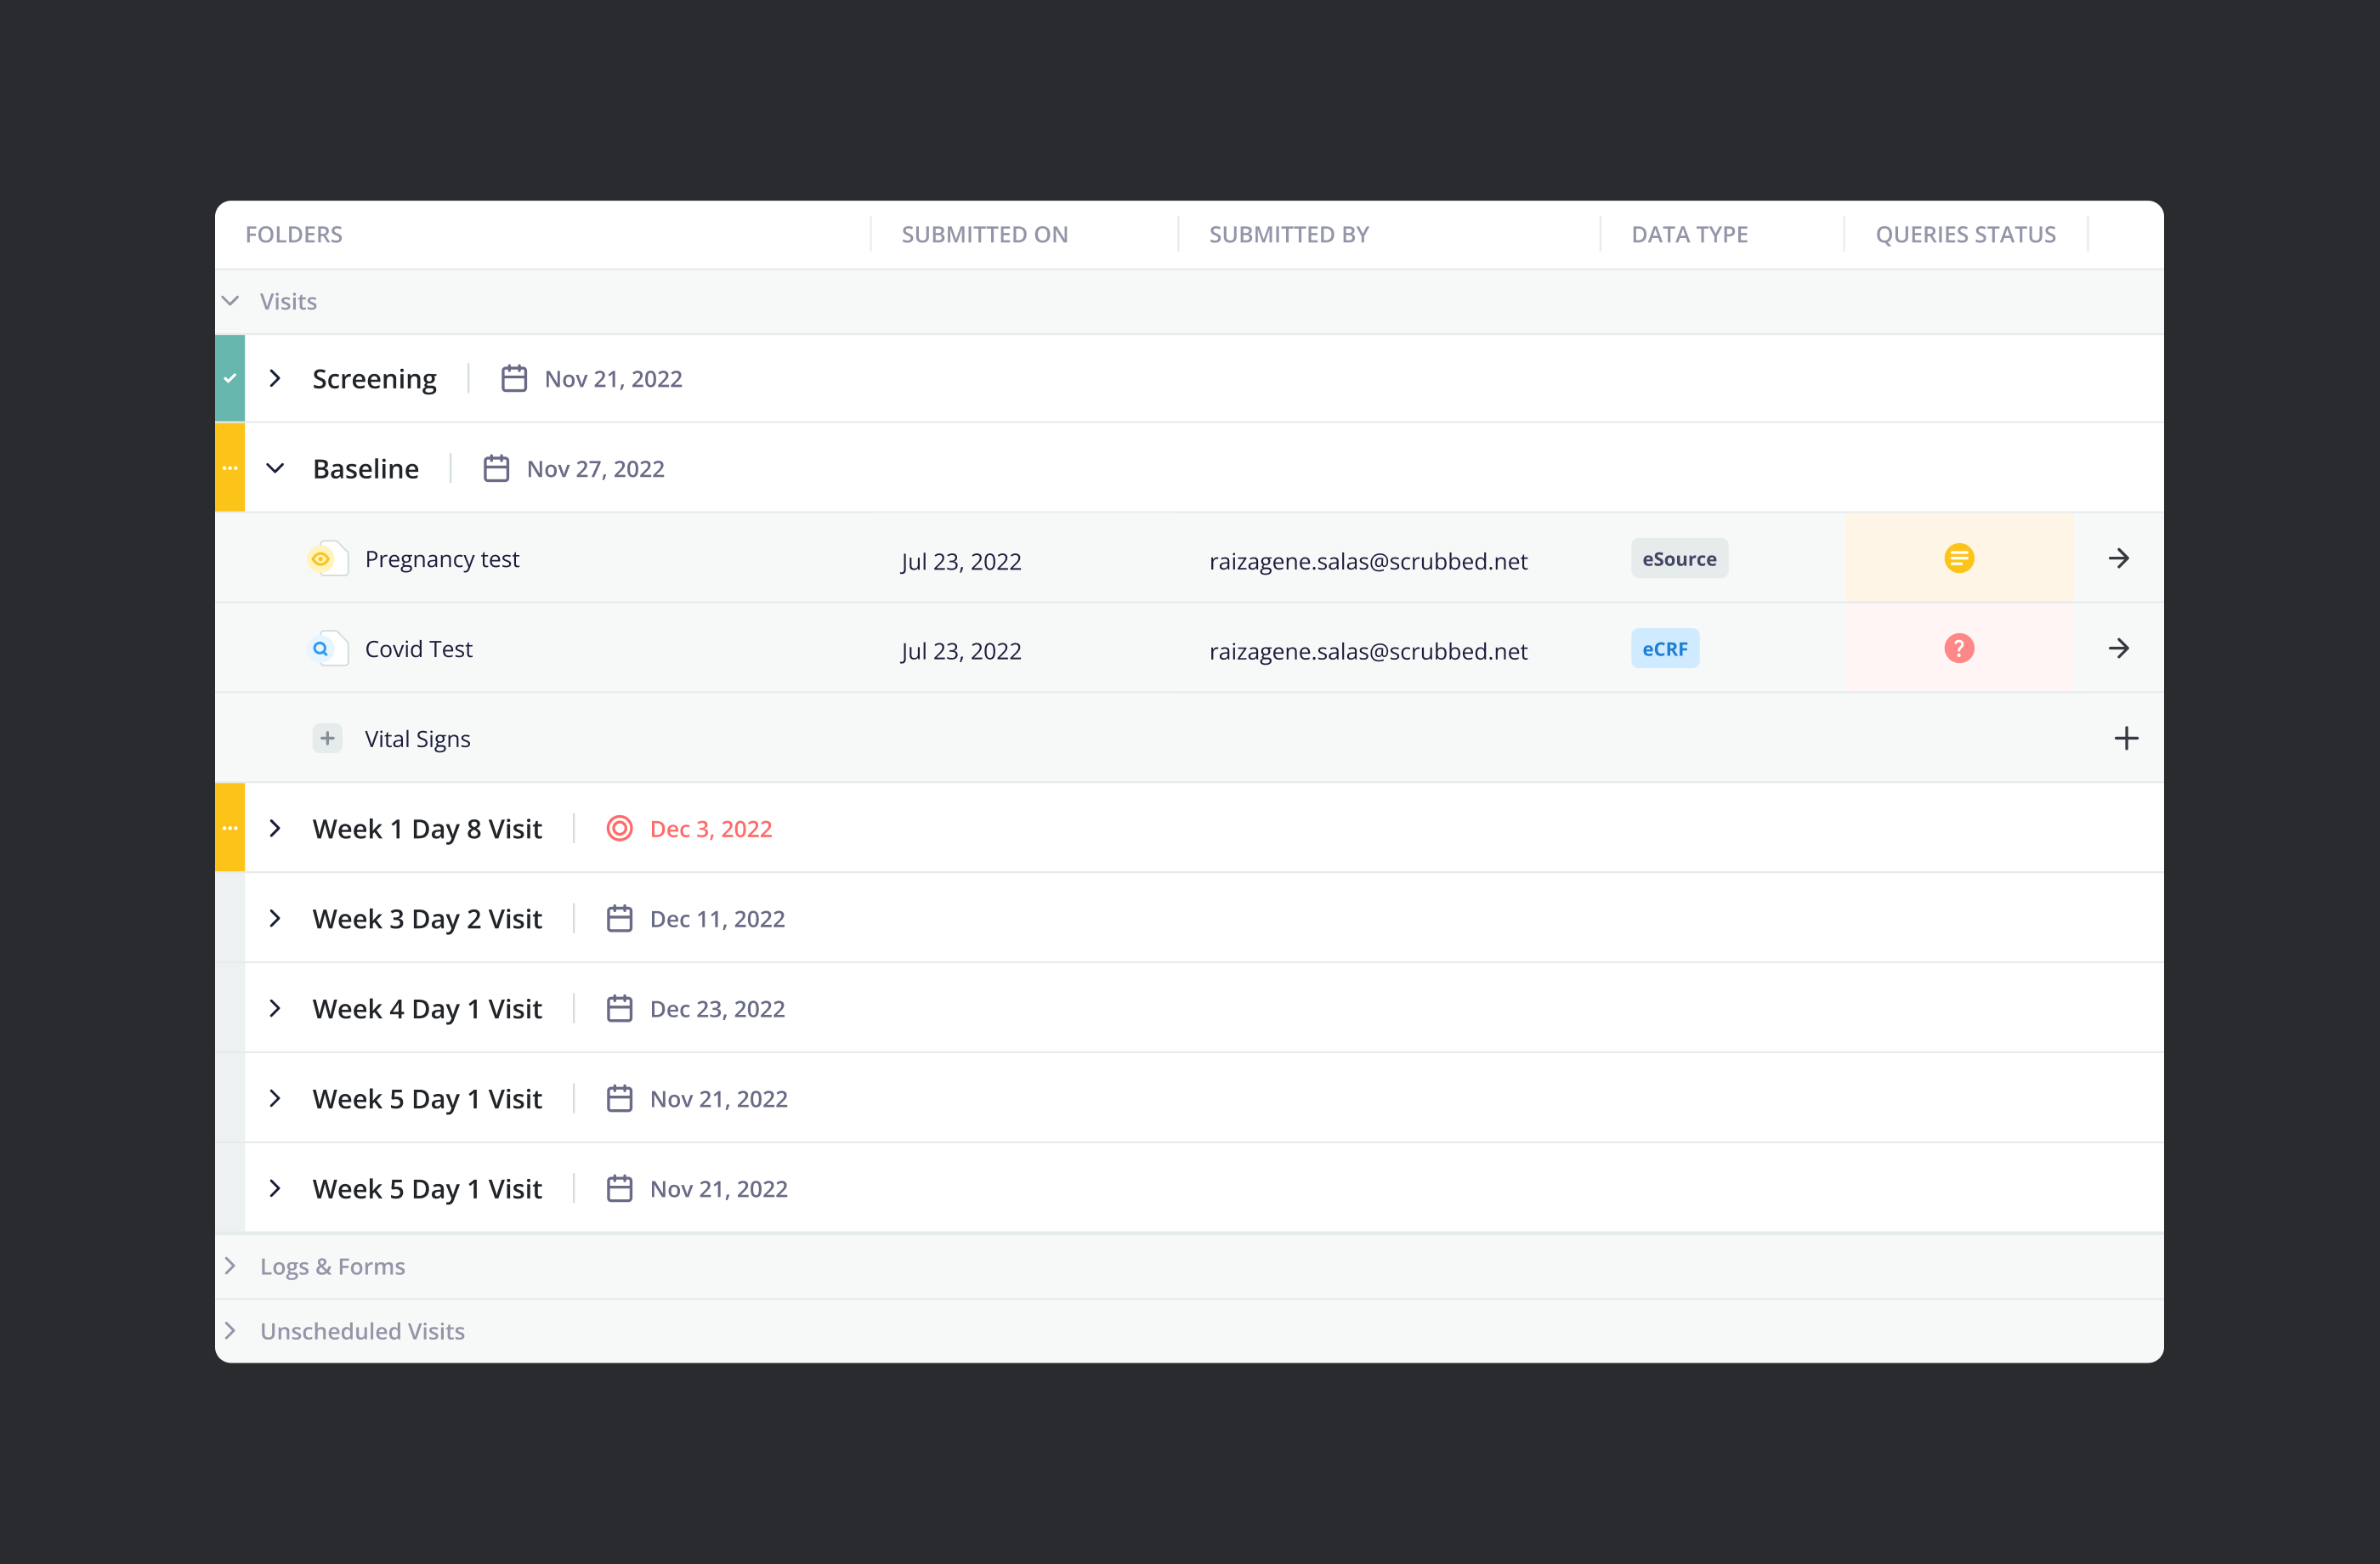 FOLDERS SUBMITTED ON SUBMITTED BY DATA TYPE QUERIES STATUS
Visits
Screening Nov 21, 2022
Baseline Nov 27, 2022
Pregnancy test Jul 23, 2022 raizagene.salas@scrubbed.net eSource
Covid Test Jul 23, 2022 raizagene.salas@scrubbed.net eCRF ?
Vital Signs
Week 1 Day 8 Visit Dec 3, 2022
Week 3 Day 2 Visit Dec 11, 2022
Week 4 Day 1 Visit Dec 23, 2022
Week 5 Day 1 Visit Nov 21, 2022
Week 5 Day 1 Visit Nov 21, 2022
Logs & Forms
Unscheduled Visits